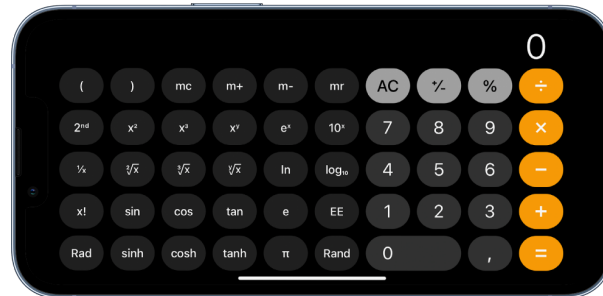 0
( ) mc m+ m- mr AC +/- % ÷
2ⁿᵈ x² x³ xʸ eˣ 10ˣ 7 8 9 ×
¹/ₓ ²√x ³√x ʸ√x ln log₁₀ 4 5 6 −
x! sin cos tan e EE 1 2 3 +
Rad sinh cosh tanh π Rand 0 , =